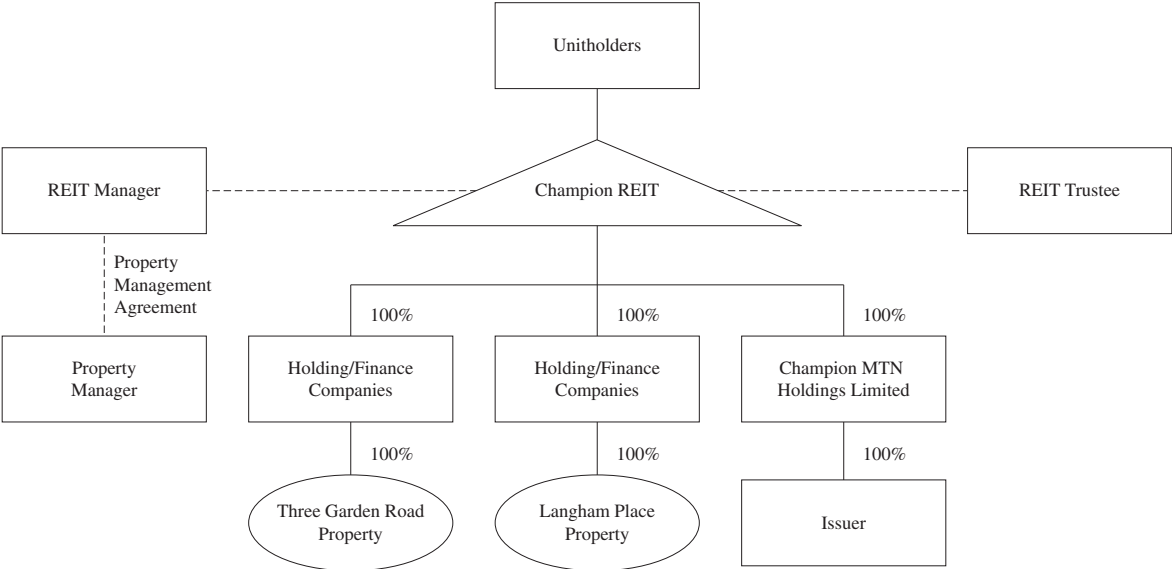 Unitholders
REIT Manager
Champion REIT
REIT Trustee
Property
Management
Agreement
100%
100%
100%
Property
Manager
Holding/Finance
Companies
Holding/Finance
Companies
Champion MTN
Holdings Limited
100%
100%
100%
Three Garden Road
Property
Langham Place
Property
Issuer